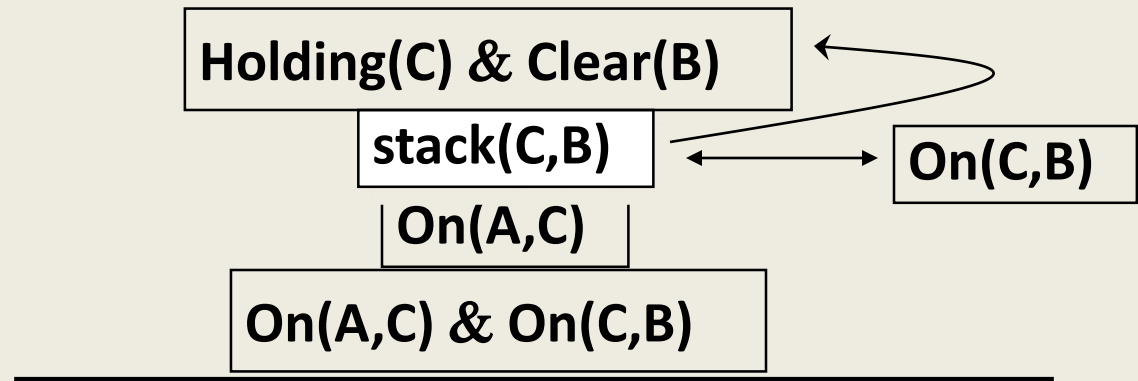 Holding(C) & Clear(B)
stack(C,B)
On(C,B)
On(A,C)
On(A,C) & On(C,B)